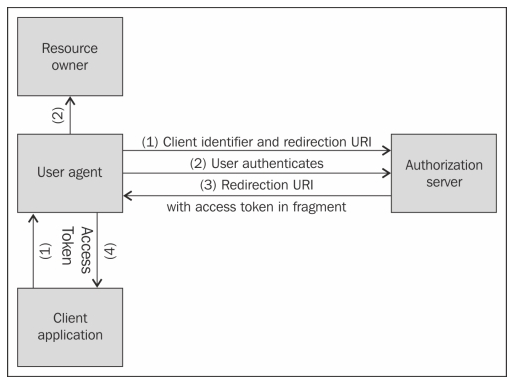 Resource
owner
(2)
(1) Client identifier and redirection URI
(2) User authenticates
(3) Redirection URI
with access token in fragment
User agent
Authorization
server
(1)
Access
Token
(4)
Client
application